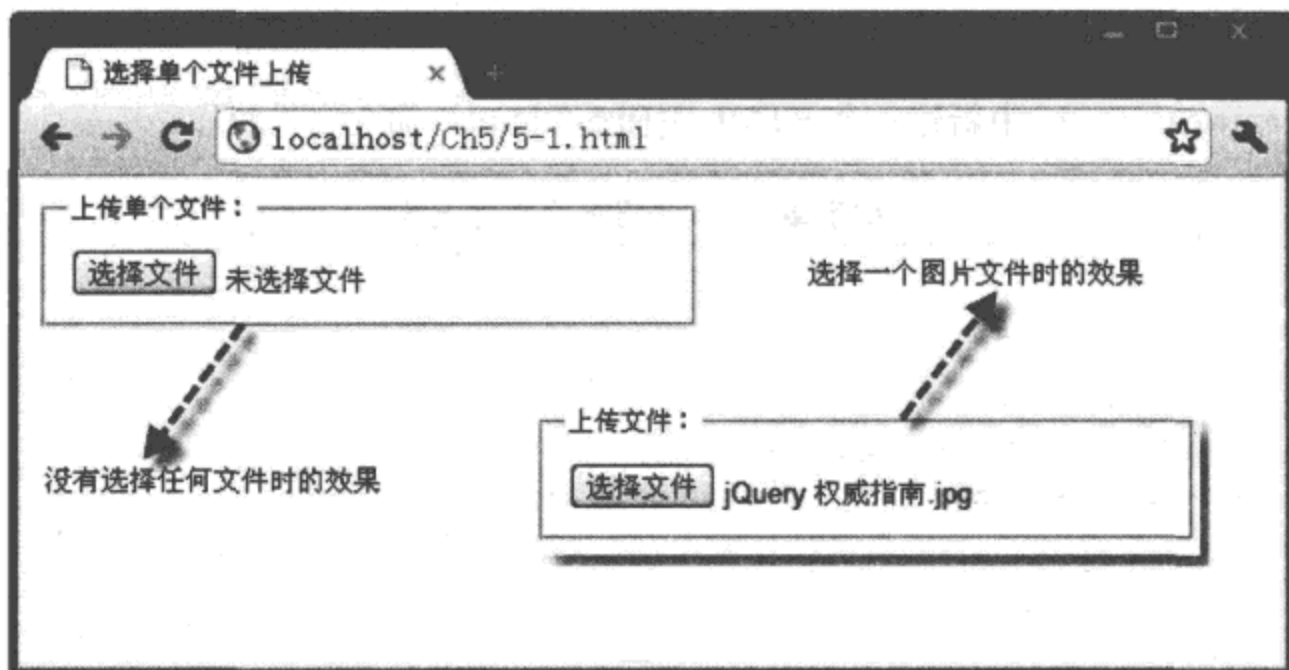 选择单个文件上传
localhost/Ch5/5-1.html
上传单个文件：
选择文件 未选择文件
选择一个图片文件时的效果
没有选择任何文件时的效果
上传文件：
选择文件 jQuery 权威指南.jpg